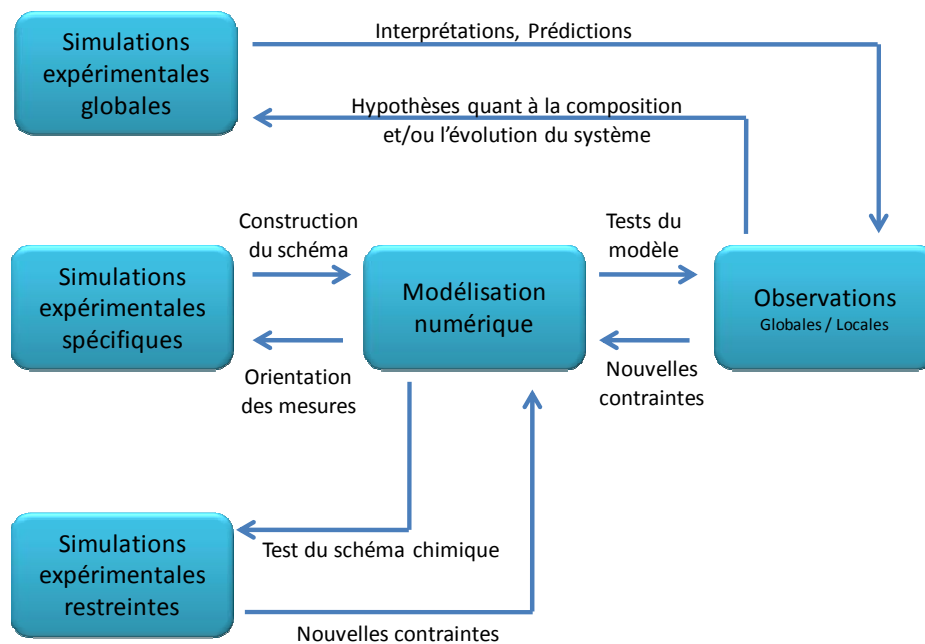 Simulations
expérimentales
globales
Interprétations, Prédictions
Hypothèses quant à la composition
et/ou l'évolution du système
Construction
du schéma
Tests du
modèle
Simulations
expérimentales
spécifiques
Modélisation
numérique
Observations
Globales / Locales
Orientation
des mesures
Nouvelles
contraintes
Simulations
expérimentales
restreintes
Test du schéma chimique
Nouvelles contraintes